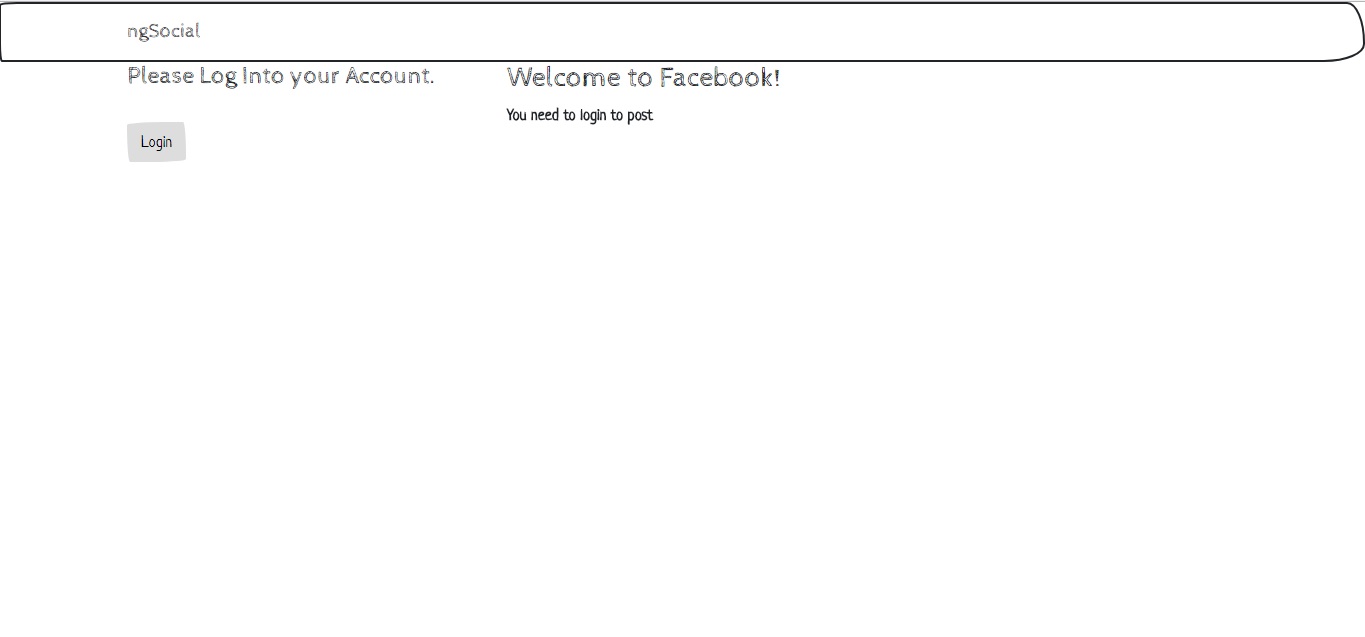 ngSocial
Please Log Into your Account.
Login
Welcome to Facebook!
You need to login to post